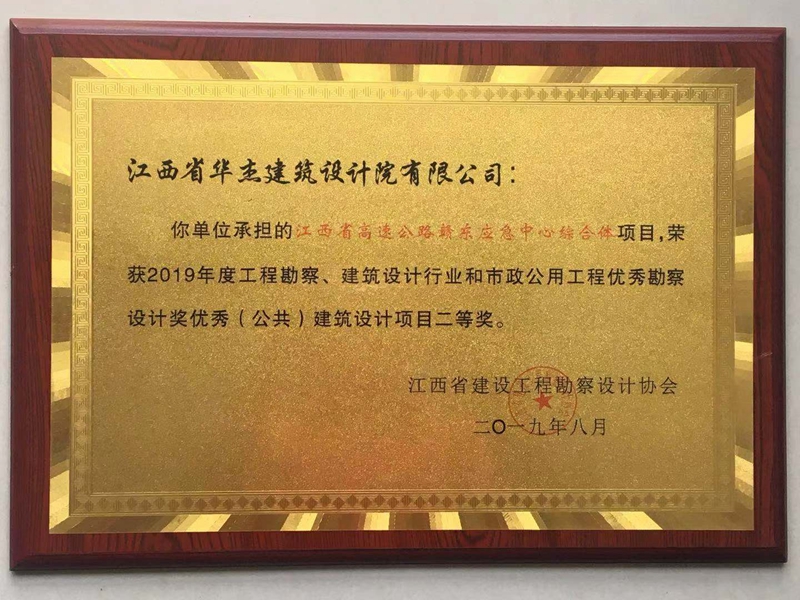 江西省华杰建筑设计院有限公司：
你单位承担的江西省高速公路赣东应急中心综合体项目，荣
获2019年度工程勘察、建筑设计行业和市政公用工程优秀勘察
设计奖优秀（公共）建筑设计项目二等奖。
江西省建设工程勘察设计协会
二〇一九年八月